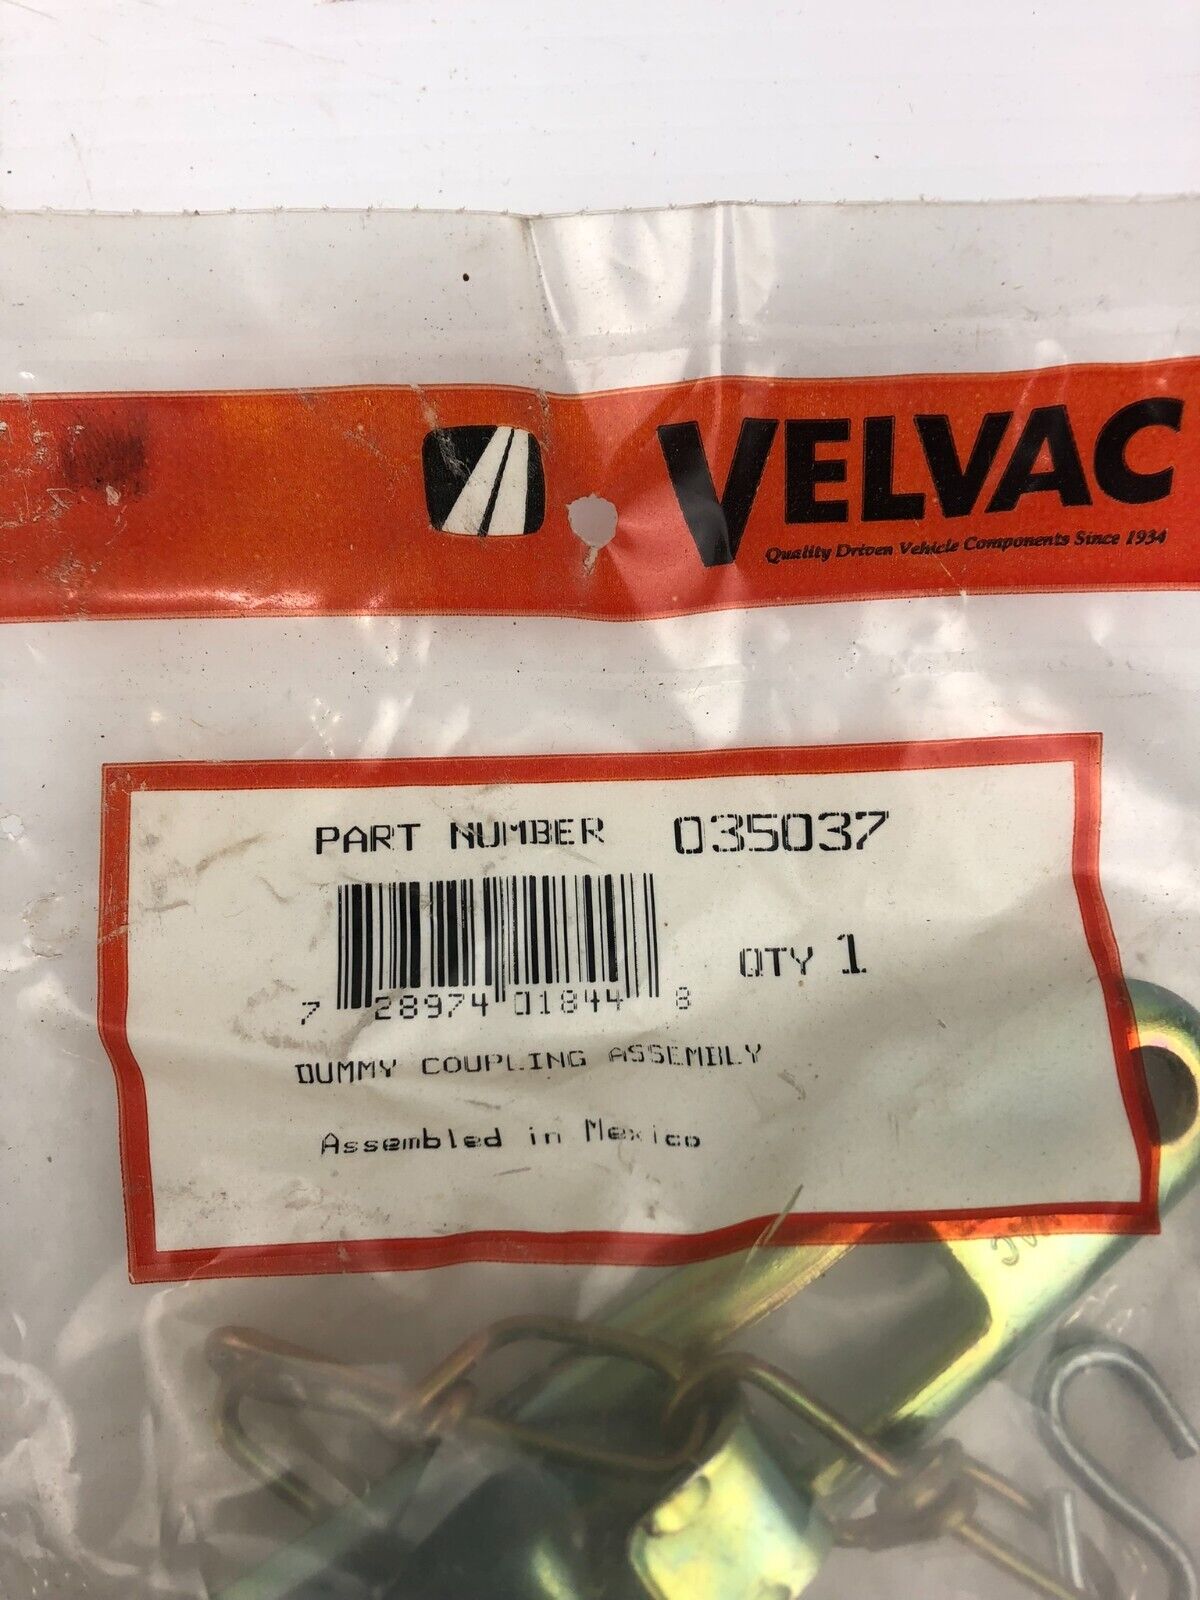 VELVAC
Quality Driven Vehicle Components Since 1934
PART NUMBER 035037
QTY 1
7 28974 01844 8
DUMMY COUPLING ASSEMBLY
Assembled in Mexico